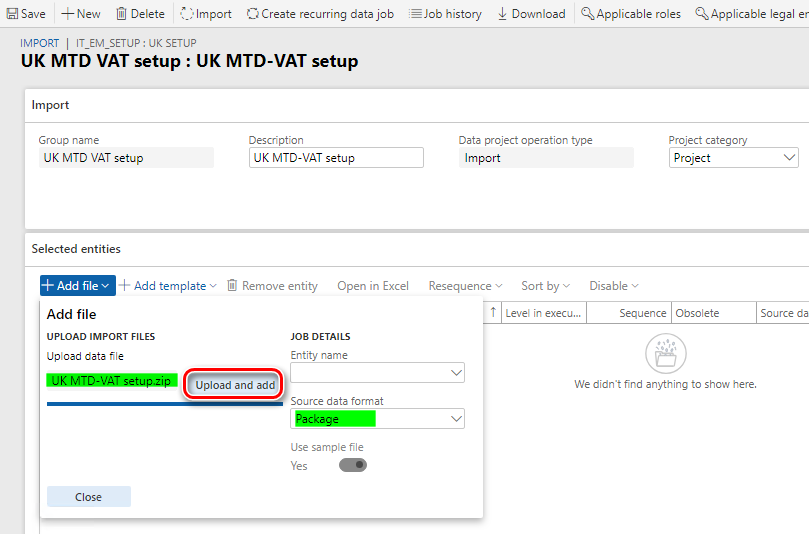 Save New Delete Import Create recurring data job Job history Download Applicable roles Applicable legal en
IMPORT | IT_EM_SETUP : UK SETUP
UK MTD VAT setup : UK MTD-VAT setup
Import
Group name Description Data project operation type Project category
UK MTD VAT setup UK MTD-VAT setup Import Project
Selected entities
Add file Add template Remove entity Open in Excel Resequence Sort by Disable
Add file
↑ Level in execu... Sequence Obsolete Source da
UPLOAD IMPORT FILES
Upload data file
UK MTD-VAT setup.zip Upload and add
JOB DETAILS
Entity name
Source data format
Package
Use sample file
Yes
We didn't find anything to show here.
Close